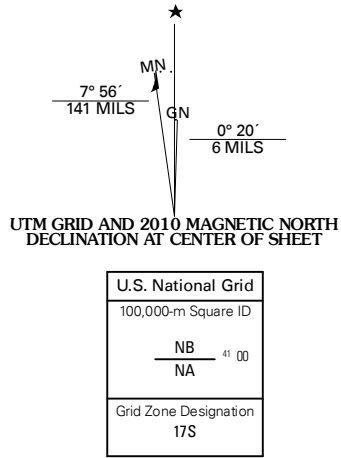 ★
MN
7° 56´
141 MILS
GN
0° 20´
6 MILS
UTM GRID AND 2010 MAGNETIC NORTH
DECLINATION AT CENTER OF SHEET
U.S. National Grid
100,000-m Square ID
NB
41 00
NA
Grid Zone Designation
17S